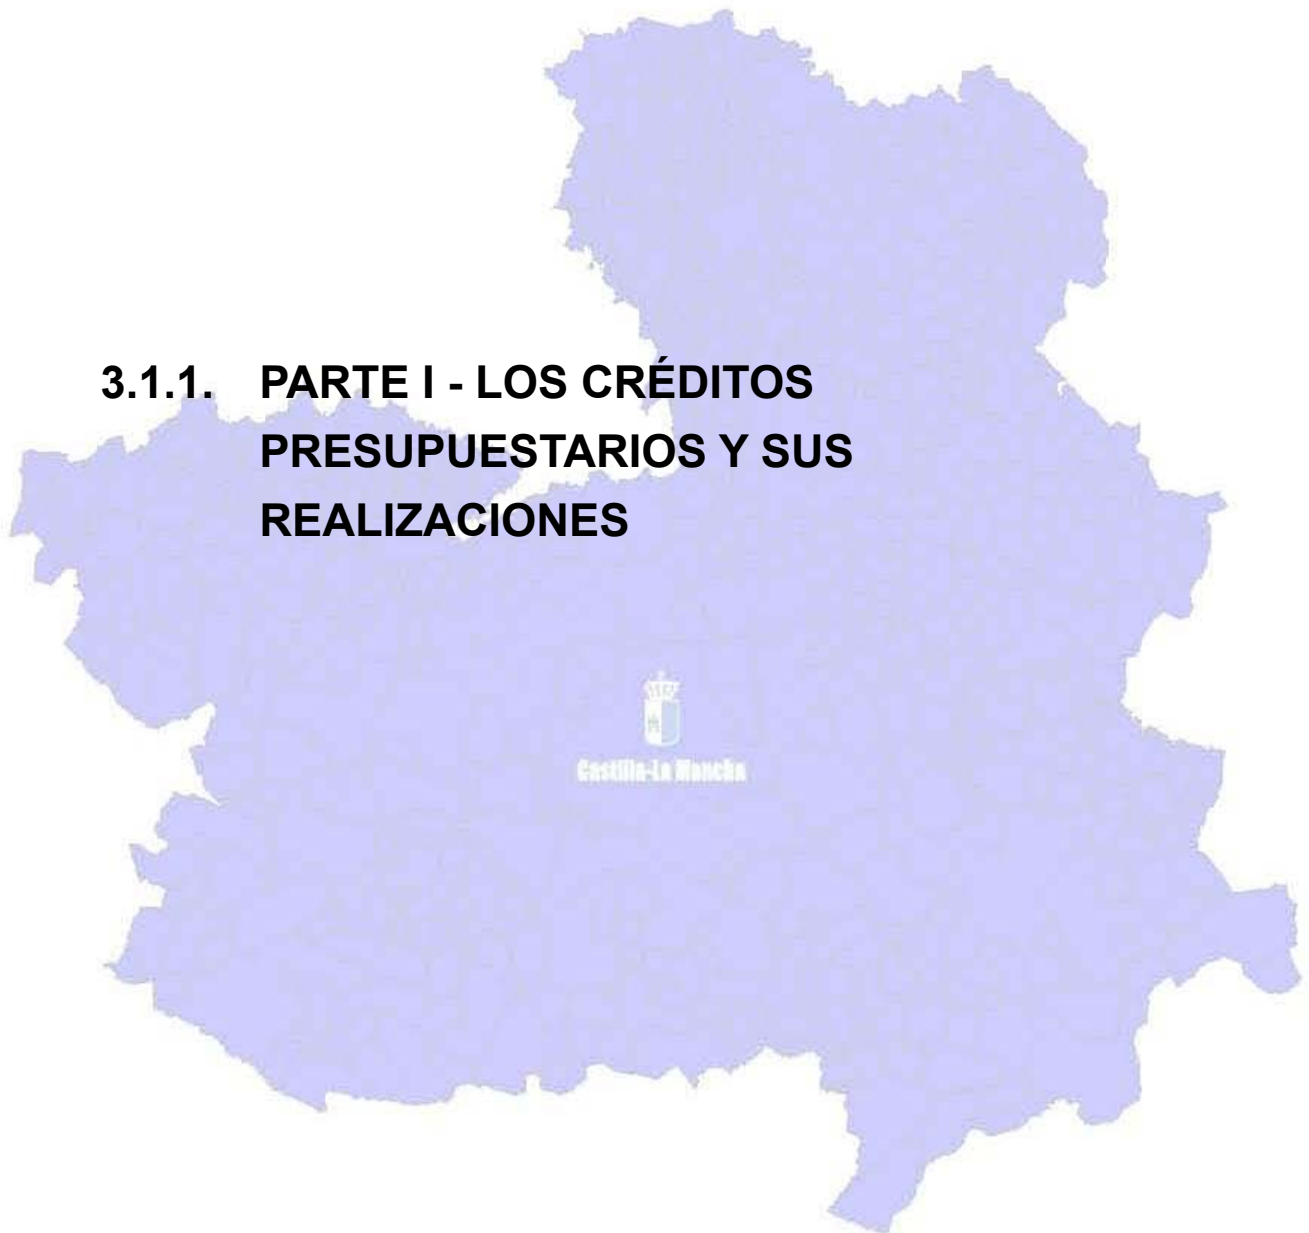 3.1.1. PARTE I - LOS CRÉDITOS
PRESUPUESTARIOS Y SUS
REALIZACIONES
Castilla-La Mancha